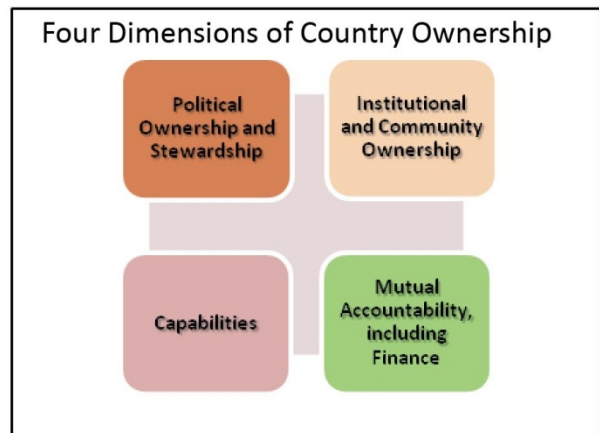 Four Dimensions of Country Ownership
Political
Ownership and
Stewardship
Institutional
and Community
Ownership
Capabilities
Mutual
Accountability,
including
Finance